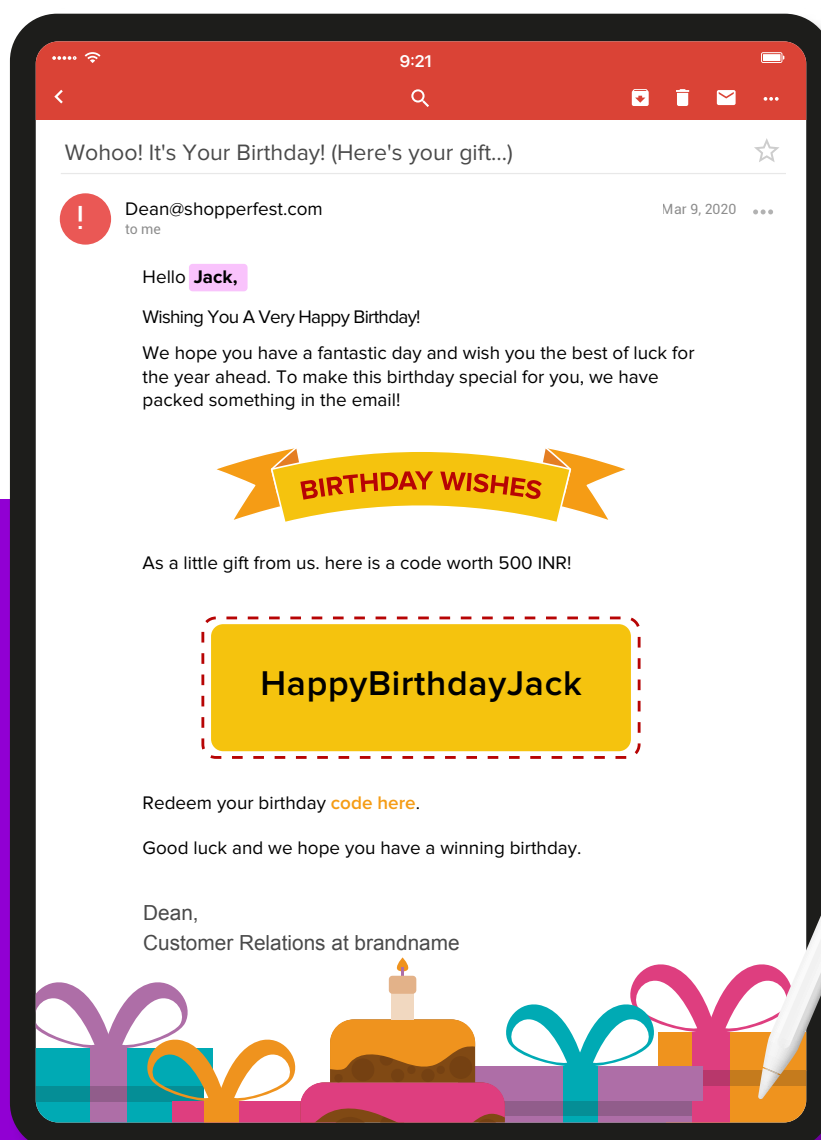 9:21
Wohoo! It's Your Birthday! (Here's your gift...)
!
Dean@shopperfest.com
Mar 9, 2020
to me
Hello Jack,
Wishing You A Very Happy Birthday!
We hope you have a fantastic day and wish you the best of luck for
the year ahead. To make this birthday special for you, we have
packed something in the email!
BIRTHDAY WISHES
As a little gift from us. here is a code worth 500 INR!
HappyBirthdayJack
Redeem your birthday code here.
Good luck and we hope you have a winning birthday.
Dean,
Customer Relations at brandname